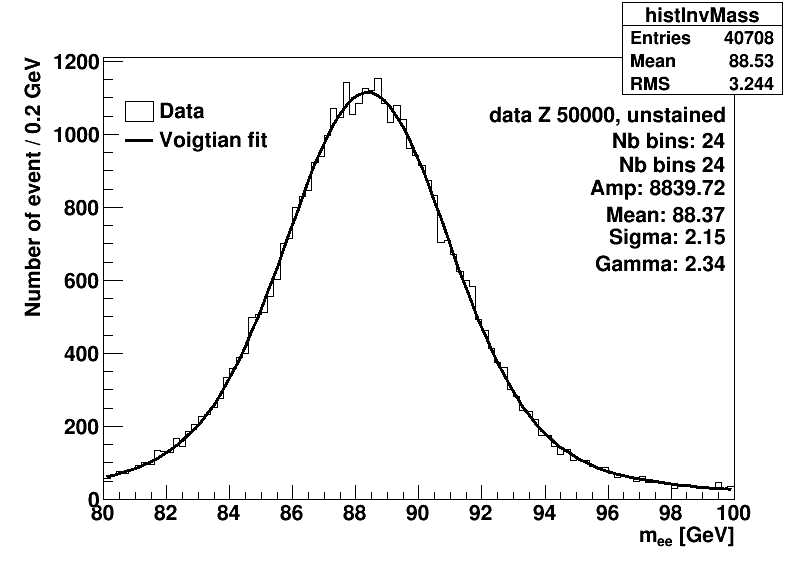 histInvMass
Entries 40708
Mean 88.53
RMS 3.244
Number of event / 0.2 GeV
1200
1000
800
600
400
200
0
Data
Voigtian fit
data Z 50000, unstained
Nb bins: 24
Nb bins 24
Amp: 8839.72
Mean: 88.37
Sigma: 2.15
Gamma: 2.34
80 82 84 86 88 90 92 94 96 98 100
mee [GeV]